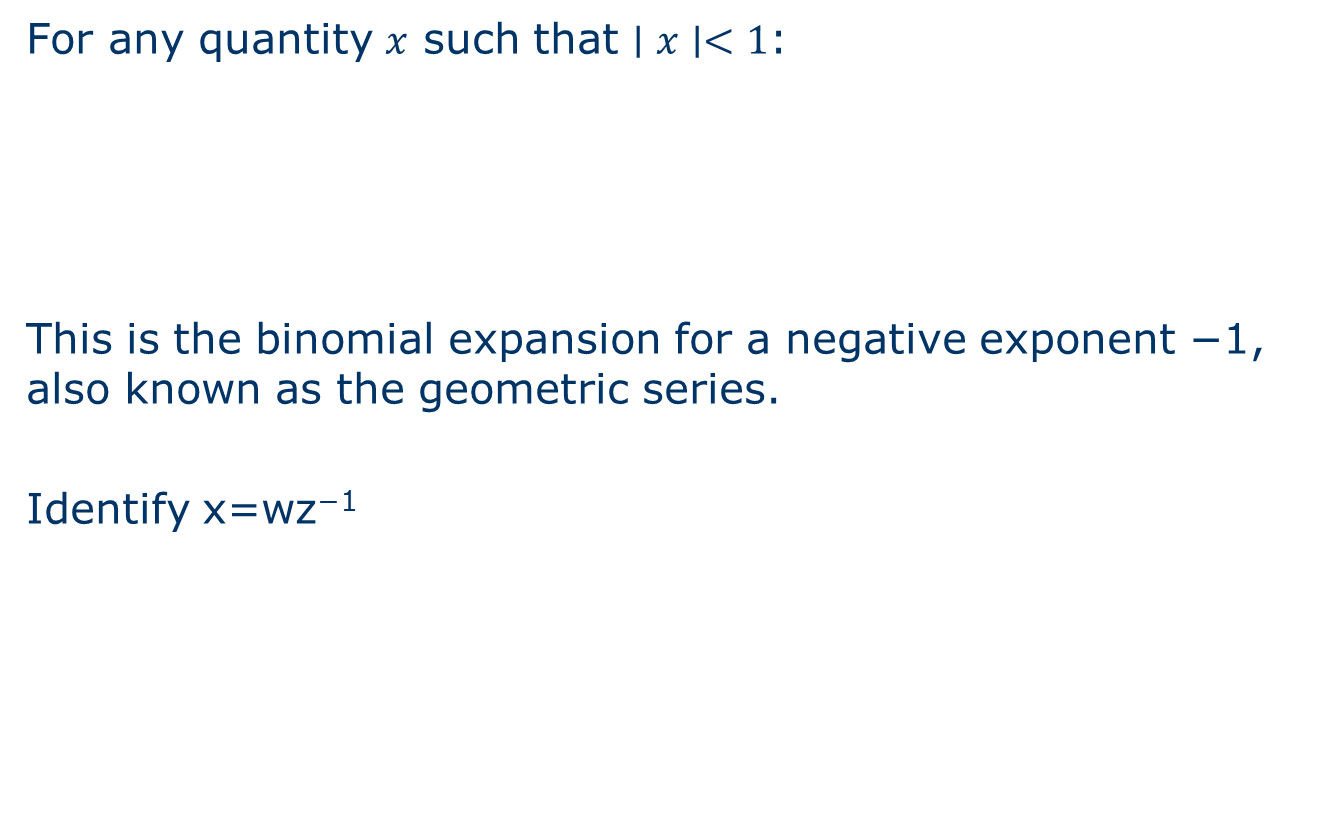 For any quantity 𝑥 such that ∣ 𝑥 ∣< 1:
This is the binomial expansion for a negative exponent −1,
also known as the geometric series.
Identify x=wz⁻¹